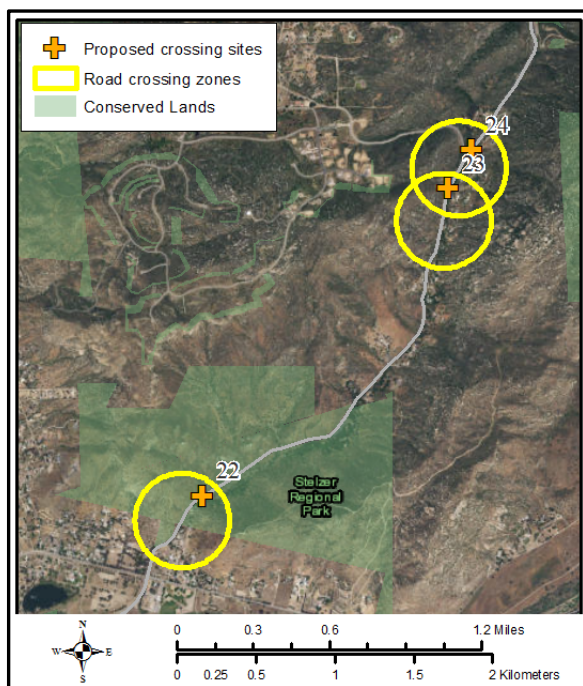 Proposed crossing sites
Road crossing zones
Conserved Lands
24
23
22
Stelzer
Regional
Park
N
W E
S
0 0.3 0.6 1.2 Miles
0 0.25 0.5 1 1.5 2 Kilometers